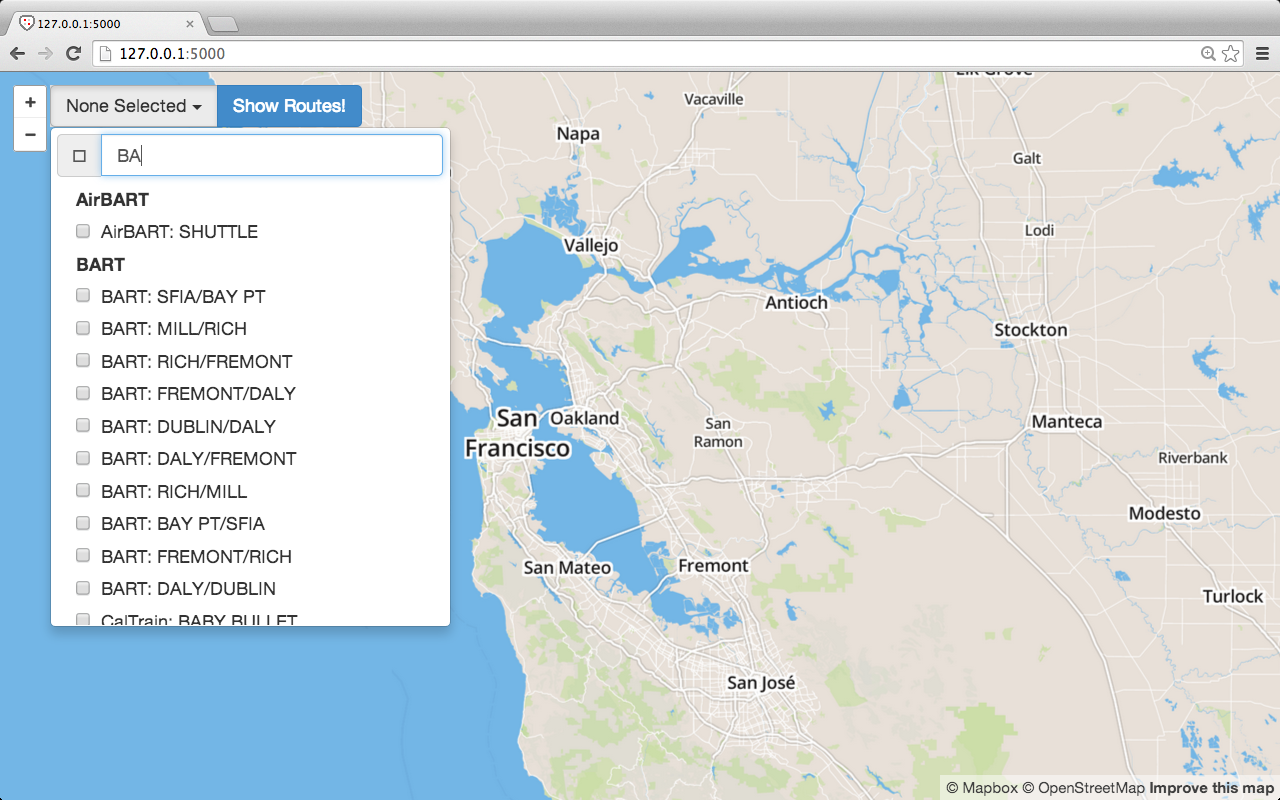 127.0.0.1:5000
127.0.0.1:5000
+
None Selected
Show Routes!
−
BA
AirBART
AirBART: SHUTTLE
BART
BART: SFIA/BAY PT
BART: MILL/RICH
BART: RICH/FREMONT
BART: FREMONT/DALY
BART: DUBLIN/DALY
BART: DALY/FREMONT
BART: RICH/MILL
BART: BAY PT/SFIA
BART: FREMONT/RICH
BART: DALY/DUBLIN
CalTrain: BABY BULLET
Elk Grove
Vacaville
Napa
Galt
Lodi
Vallejo
Antioch
Stockton
San
Francisco
Oakland
San
Ramon
Manteca
Riverbank
Modesto
San Mateo
Fremont
Turlock
San José
© Mapbox © OpenStreetMap Improve this map